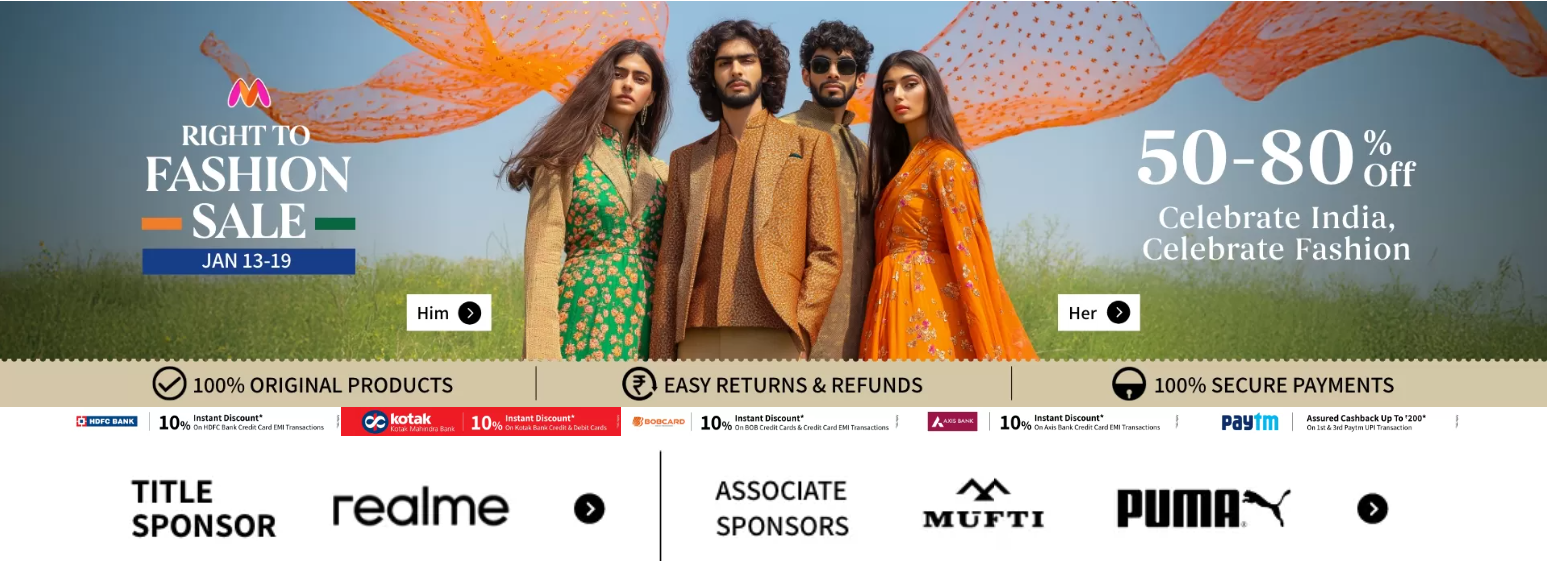 RIGHT TO
FASHION
SALE
JAN 13-19
50-80% Off
Celebrate India,
Celebrate Fashion
Him
Her
100% ORIGINAL PRODUCTS
EASY RETURNS & REFUNDS
100% SECURE PAYMENTS
HDFC BANK
10% Instant Discount*
On HDFC Bank Credit Card EMI Transactions
kotak
Kotak Mahindra Bank
10% Instant Discount*
On Kotak Bank Credit & Debit Cards
BOBCARD
10% Instant Discount*
On BOB Credit Cards & Credit Card EMI Transactions
AXIS BANK
10% Instant Discount*
On Axis Bank Credit Card EMI Transactions
paytm
Assured Cashback Up To ₹200*
On 1st & 3rd Paytm UPI Transaction
TITLE
SPONSOR
realme
ASSOCIATE
SPONSORS
MUFTI
PUMA